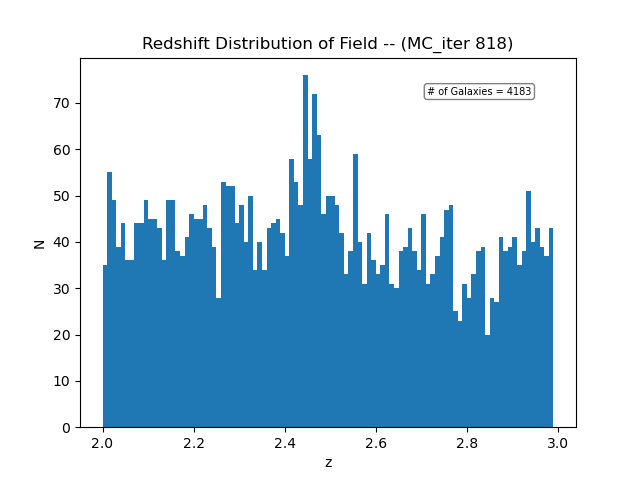 Redshift Distribution of Field -- (MC_iter 818)
# of Galaxies = 4183
70
60
50
40
30
20
10
0
N
2.0 2.2 2.4 2.6 2.8 3.0
z